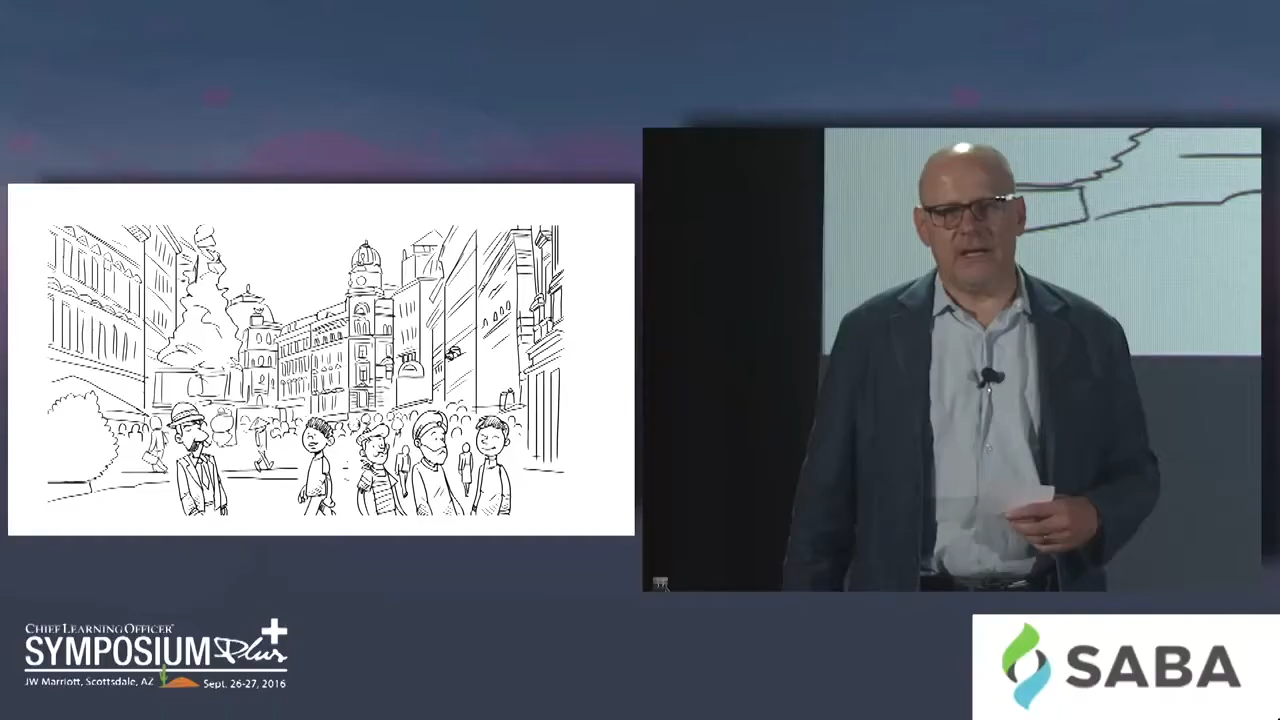 CHIEF LEARNING OFFICER
SYMPOSIUM Plus
JW Marriott, Scottsdale, AZ
Sept. 26-27, 2016
SABA